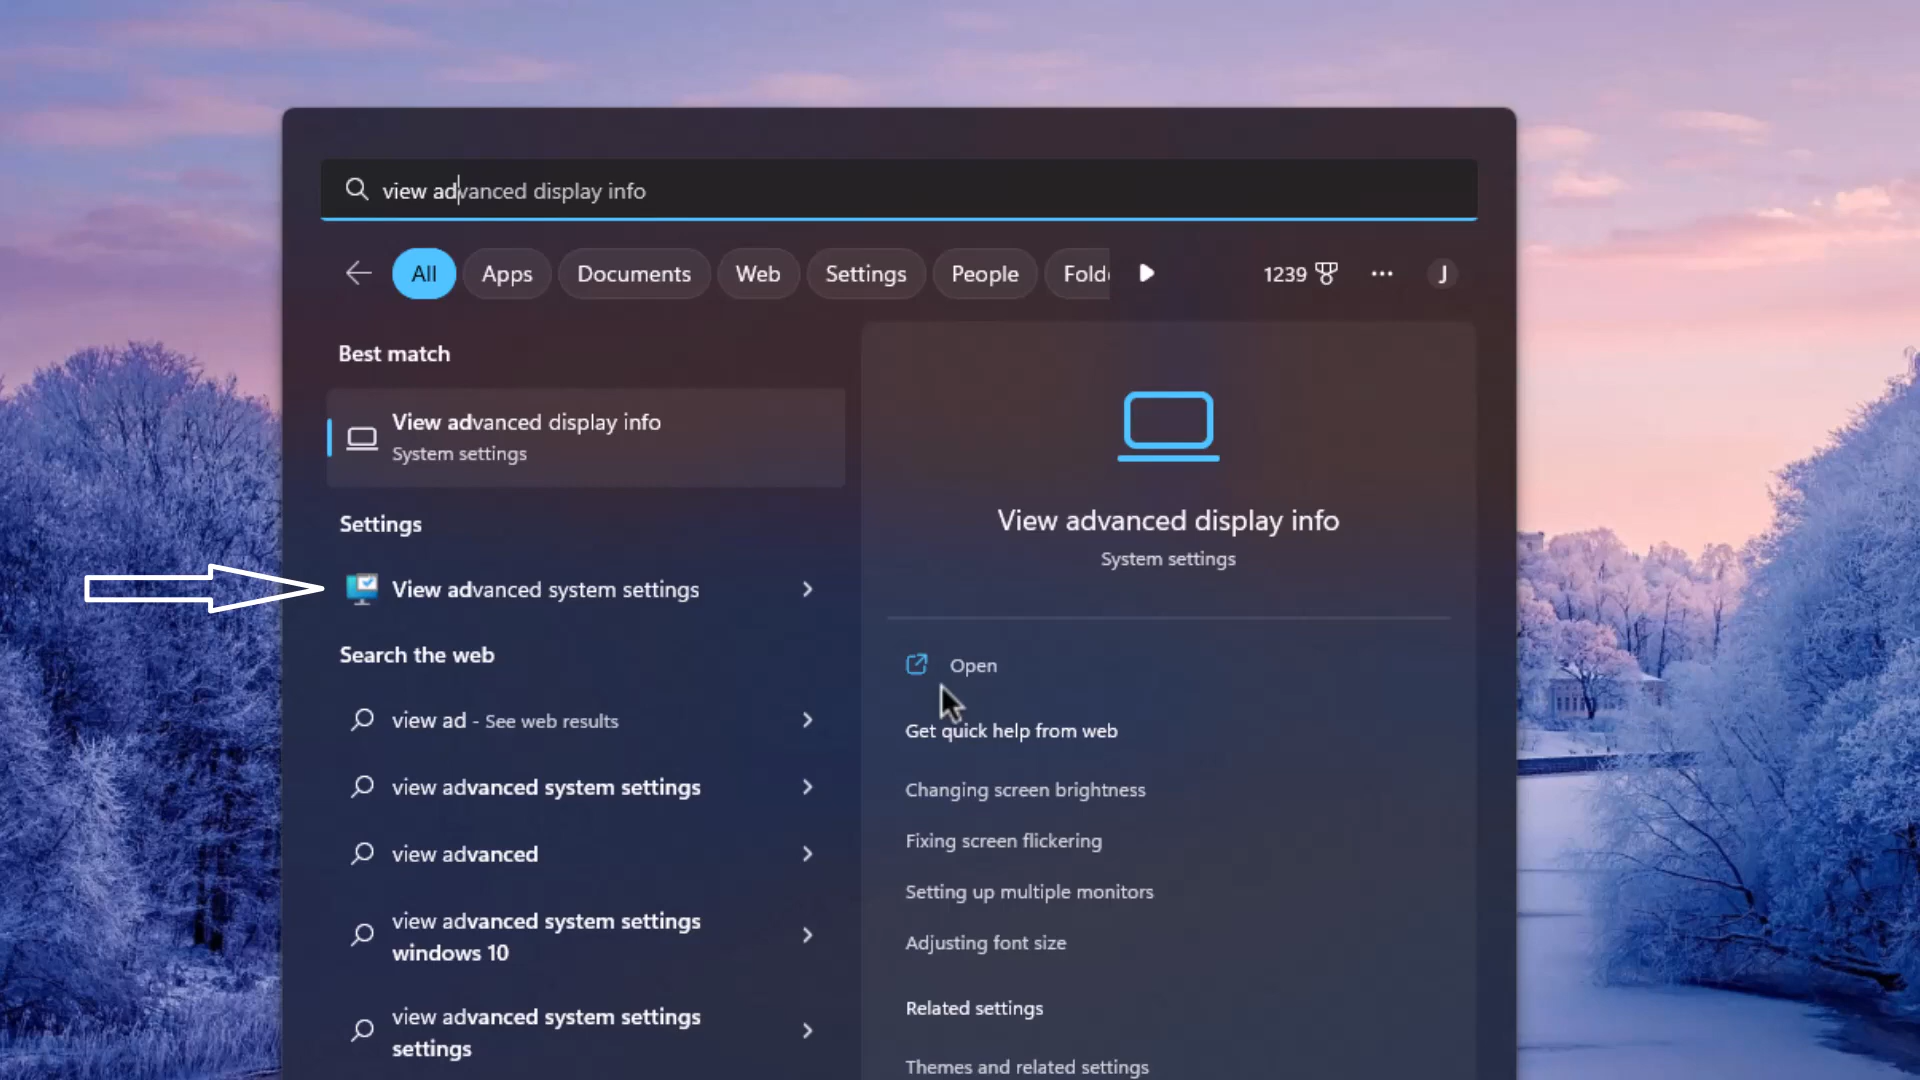 view advanced display info
All
Apps
Documents
Web
Settings
People
Fold
1239
J
Best match
View advanced display info
System settings
Settings
View advanced system settings
Search the web
view ad - See web results
view advanced system settings
view advanced
view advanced system settings
windows 10
view advanced system settings
settings
View advanced display info
System settings
Open
Get quick help from web
Changing screen brightness
Fixing screen flickering
Setting up multiple monitors
Adjusting font size
Related settings
Themes and related settings